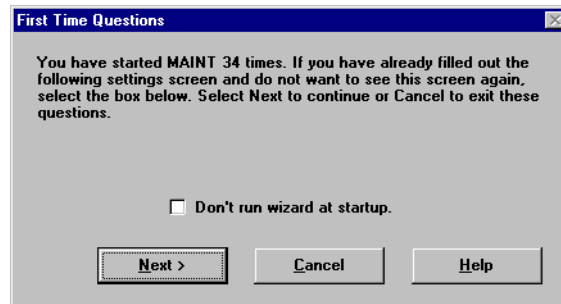 First Time Questions
You have started MAINT 34 times. If you have already filled out the
following settings screen and do not want to see this screen again,
select the box below. Select Next to continue or Cancel to exit these
questions.
Don't run wizard at startup.
Next >
Cancel
Help